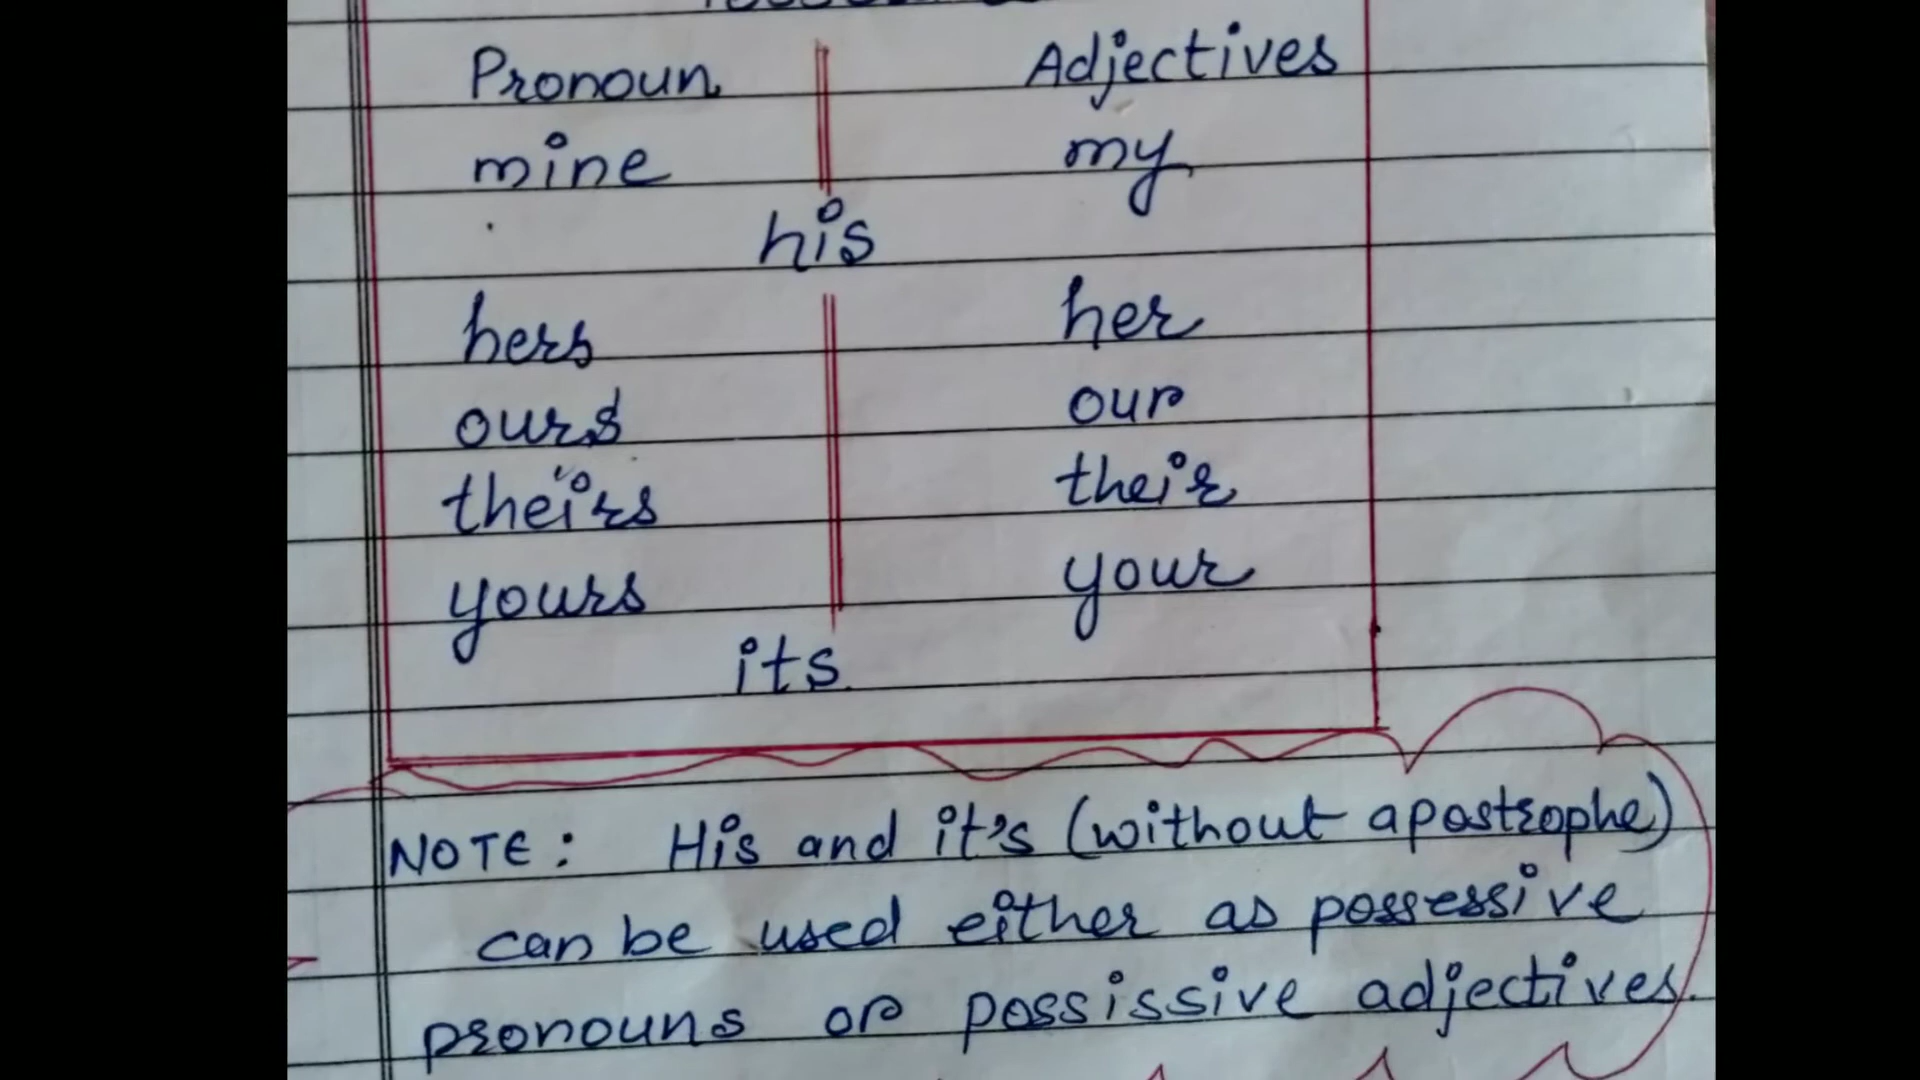 Pronoun Adjectives
mine my
his
hers her
ours our
theirs their
yours your
its
NOTE: His and it's (without apostrophe)
can be used either as possessive
pronouns or possissive adjectives.